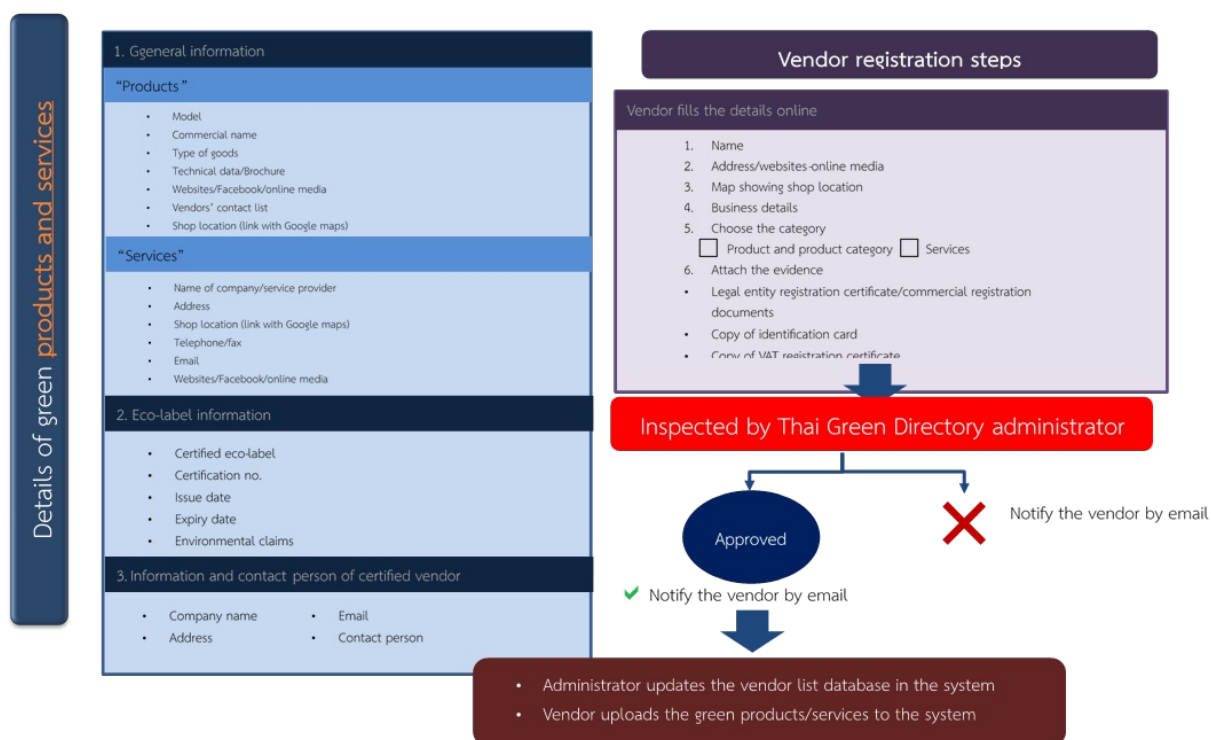 Details of green products and services
1. Ggeneral information
“Products”
• Model
• Commercial name
• Type of goods
• Technical data/Brochure
• Websites/Facebook/online media
• Vendors’ contact list
• Shop location (link with Google maps)
“Services”
• Name of company/service provider
• Address
• Shop location (link with Google maps)
• Telephone/fax
• Email
• Websites/Facebook/online media
2. Eco-label information
• Certified eco-label
• Certification no.
• Issue date
• Expiry date
• Environmental claims
3. Information and contact person of certified vendor
• Company name
• Address
• Email
• Contact person
Vendor registration steps
Vendor fills the details online
1. Name
2. Address/websites-online media
3. Map showing shop location
4. Business details
5. Choose the category
Product and product category Services
6. Attach the evidence
• Legal entity registration certificate/commercial registration
documents
• Copy of identification card
• Copy of VAT registration certificate
Inspected by Thai Green Directory administrator
Approved
Notify the vendor by email
Notify the vendor by email
• Administrator updates the vendor list database in the system
• Vendor uploads the green products/services to the system